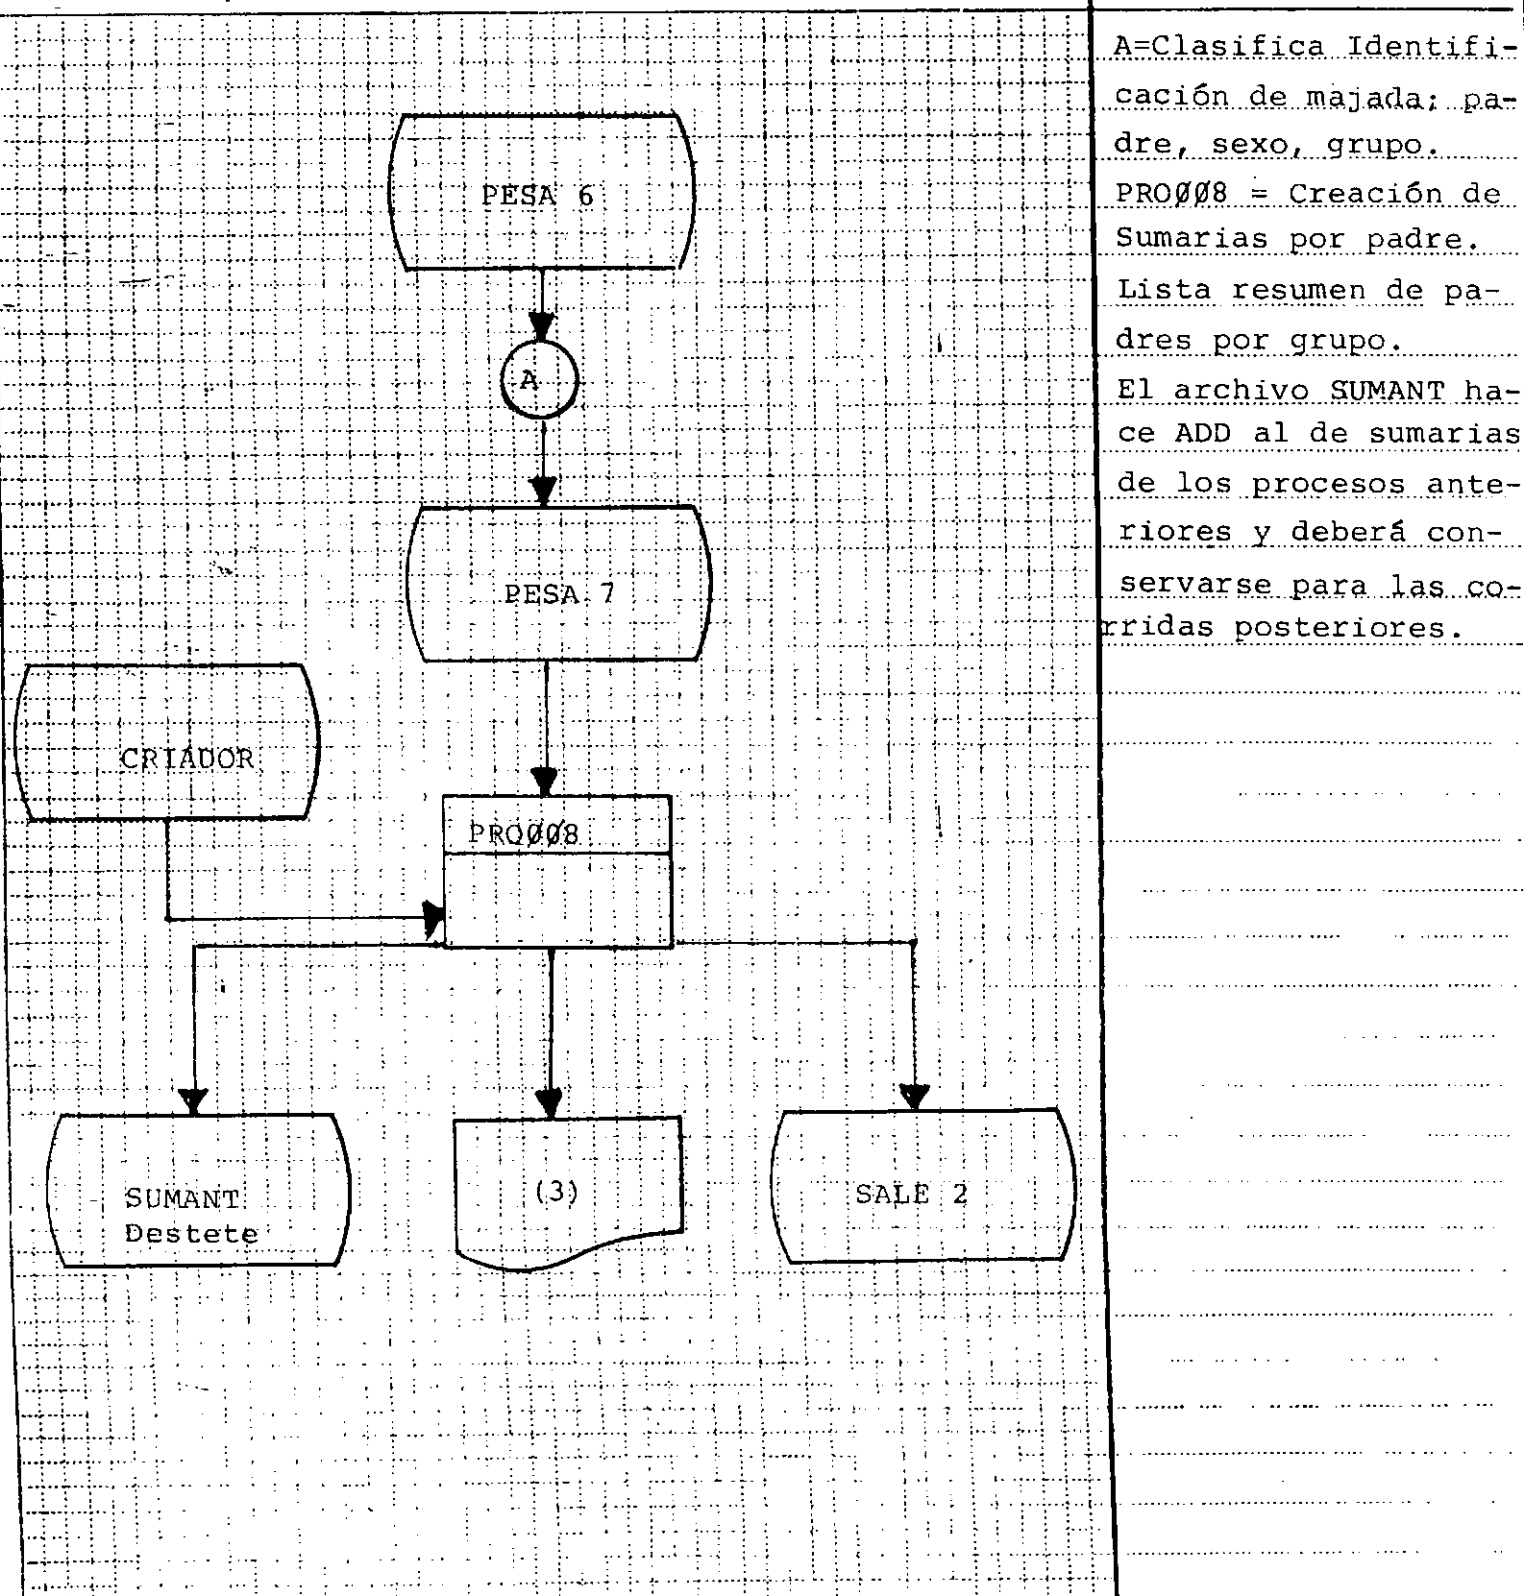 PESA 6
A
PESA 7
CRIADOR
PROØØ8
SUMANT
Destete
(3)
SALE 2
A=Clasifica Identifi-
cación de majada; pa-
dre, sexo, grupo.
PROØØ8 = Creación de
Sumarias por padre.
Lista resumen de pa-
dres por grupo.
El archivo SUMANT ha-
ce ADD al de sumarias
de los procesos ante-
riores y deberá con-
servarse para las co-
rridas posteriores.